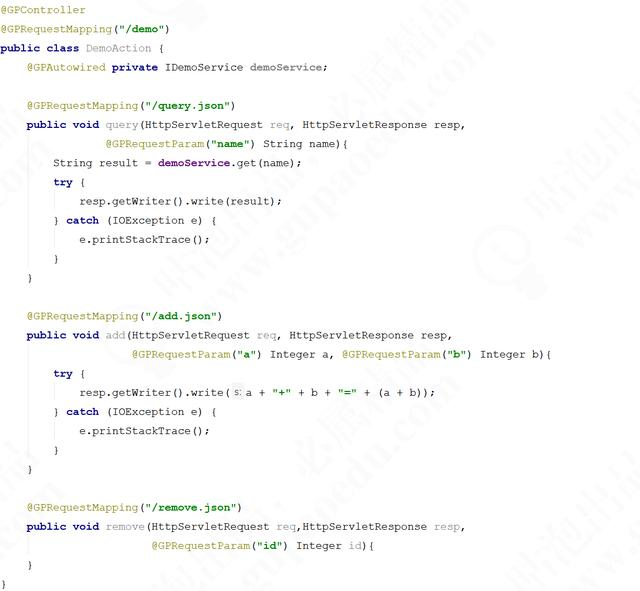 @GPController
@GPRequestMapping("/demo")
public class DemoAction {
    @GPAutowired private IDemoService demoService;

    @GPRequestMapping("/query.json")
    public void query(HttpServletRequest req, HttpServletResponse resp,
                @GPRequestParam("name") String name){
        String result = demoService.get(name);
        try {
            resp.getWriter().write(result);
        } catch (IOException e) {
            e.printStackTrace();
        }
    }

    @GPRequestMapping("/add.json")
    public void add(HttpServletRequest req, HttpServletResponse resp,
                    @GPRequestParam("a") Integer a, @GPRequestParam("b") Integer b){
        try {
            resp.getWriter().write( s: a + "+" + b + "=" + (a + b));
        } catch (IOException e) {
            e.printStackTrace();
        }
    }

    @GPRequestMapping("/remove.json")
    public void remove(HttpServletRequest req,HttpServletResponse resp,
                       @GPRequestParam("id") Integer id){
    }
}